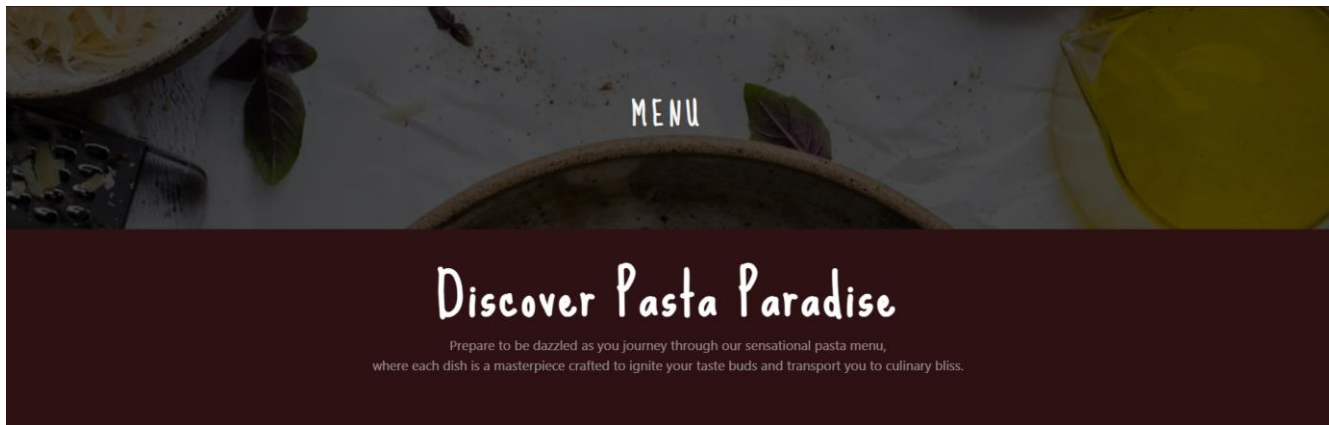 MENU
Discover Pasta Paradise
Prepare to be dazzled as you journey through our sensational pasta menu,
where each dish is a masterpiece crafted to ignite your taste buds and transport you to culinary bliss.